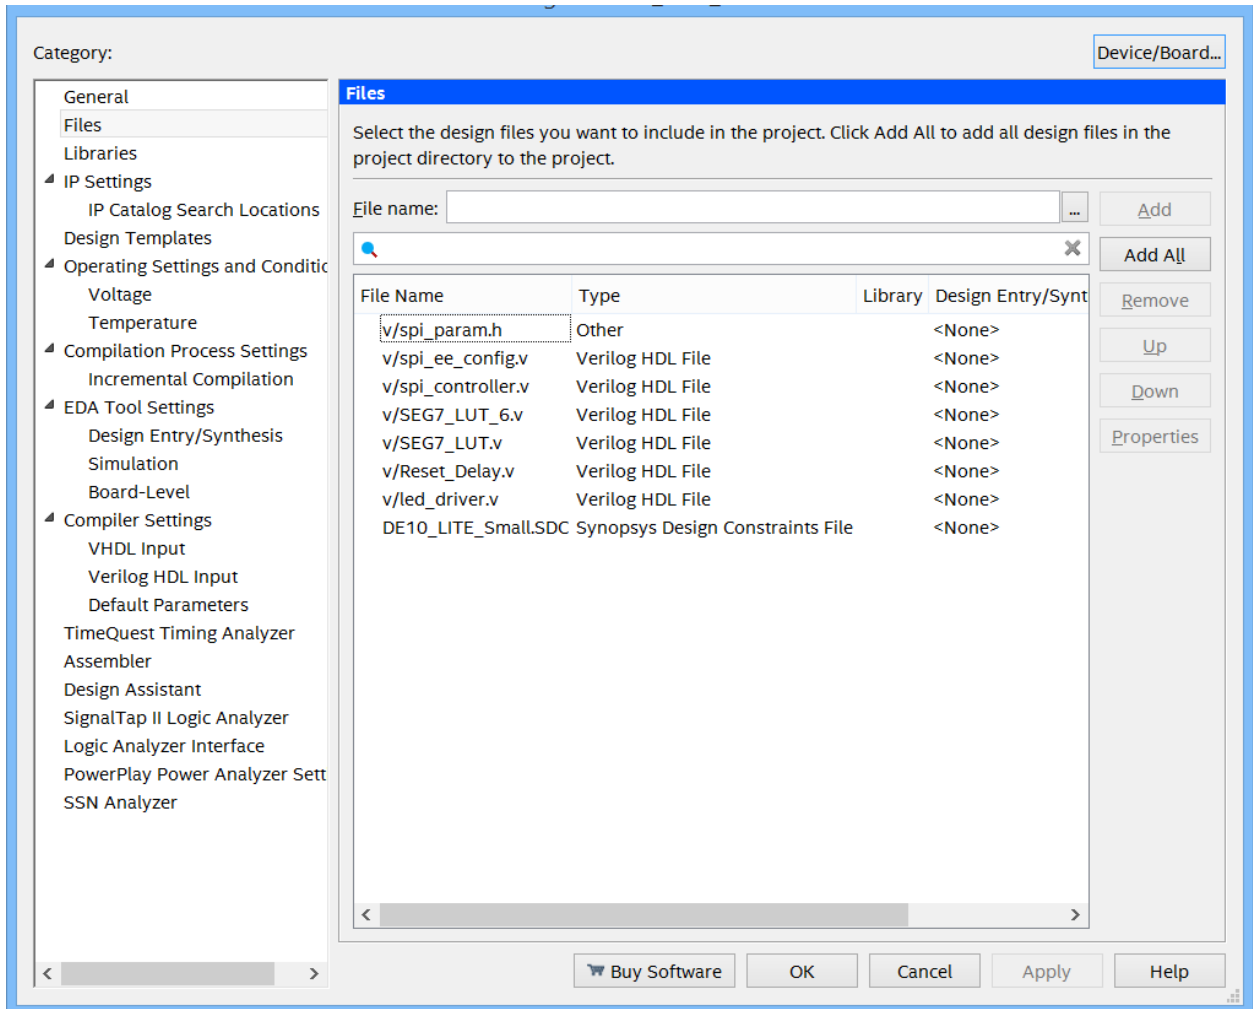 Category:
Device/Board...
General
Files
Libraries
IP Settings
IP Catalog Search Locations
Design Templates
Operating Settings and Conditic
Voltage
Temperature
Compilation Process Settings
Incremental Compilation
EDA Tool Settings
Design Entry/Synthesis
Simulation
Board-Level
Compiler Settings
VHDL Input
Verilog HDL Input
Default Parameters
TimeQuest Timing Analyzer
Assembler
Design Assistant
SignalTap II Logic Analyzer
Logic Analyzer Interface
PowerPlay Power Analyzer Sett
SSN Analyzer
Files
Select the design files you want to include in the project. Click Add All to add all design files in the
project directory to the project.
File name:
...
Add
Add All
Remove
Up
Down
Properties
File Name Type Library Design Entry/Synt
v/spi_param.h Other <None>
v/spi_ee_config.v Verilog HDL File <None>
v/spi_controller.v Verilog HDL File <None>
v/SEG7_LUT_6.v Verilog HDL File <None>
v/SEG7_LUT.v Verilog HDL File <None>
v/Reset_Delay.v Verilog HDL File <None>
v/led_driver.v Verilog HDL File <None>
DE10_LITE_Small.SDC Synopsys Design Constraints File <None>
Buy Software
OK
Cancel
Apply
Help